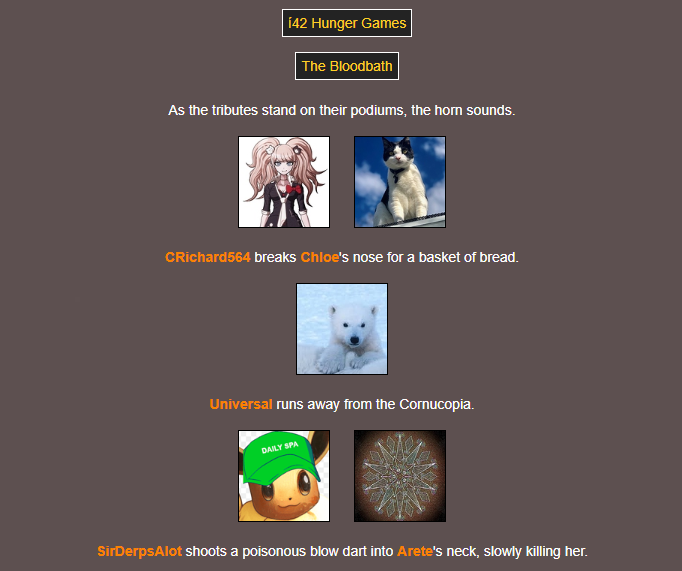 í42 Hunger Games
The Bloodbath
As the tributes stand on their podiums, the horn sounds.
CRichard564 breaks Chloe's nose for a basket of bread.
Universal runs away from the Cornucopia.
DAILY SPA
SirDerpsAlot shoots a poisonous blow dart into Arete's neck, slowly killing her.